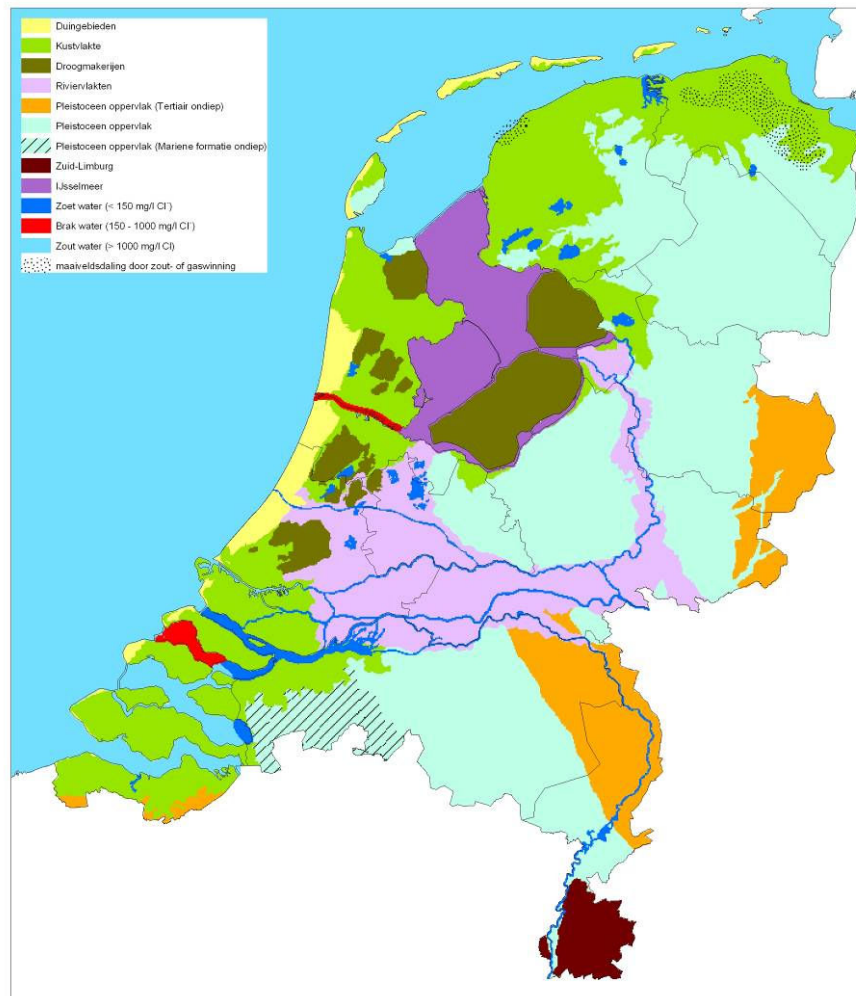 Duingebieden
Kustvlakte
Droogmakerijen
Riviervlakten
Pleistoceen oppervlak (Tertiair ondiep)
Pleistoceen oppervlak
Pleistoceen oppervlak (Mariene formatie ondiep)
Zuid-Limburg
IJsselmeer
Zoet water (< 150 mg/l Cl⁻)
Brak water (150 - 1000 mg/l Cl⁻)
Zout water (> 1000 mg/l Cl)
maaiveldsdaling door zout- of gaswinning